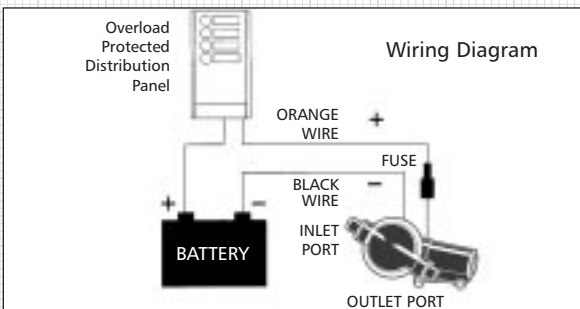 Overload
Protected
Distribution
Panel
Wiring Diagram
ORANGE
WIRE
+
FUSE
BLACK
WIRE
−
+
−
BATTERY
INLET
PORT
OUTLET PORT